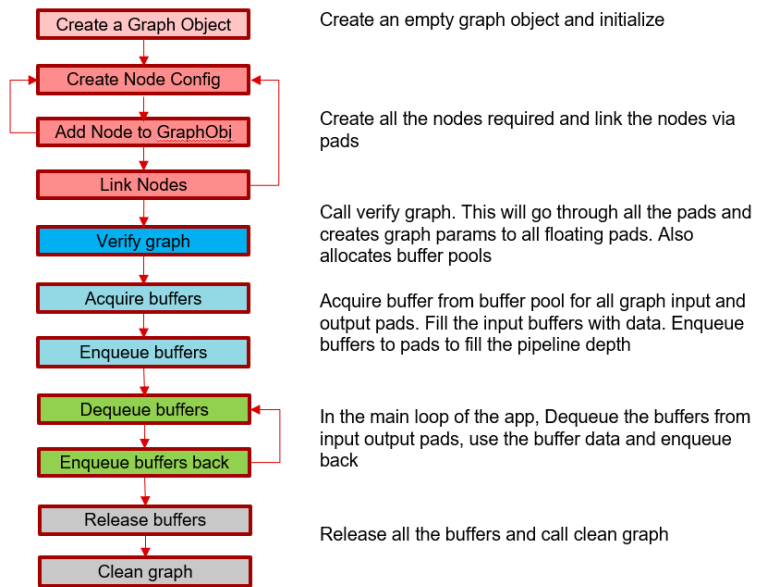 Create a Graph Object
Create an empty graph object and initialize
Create Node Config
Add Node to GraphObj
Create all the nodes required and link the nodes via
pads
Link Nodes
Verify graph
Call verify graph. This will go through all the pads and
creates graph params to all floating pads. Also
allocates buffer pools
Acquire buffers
Enqueue buffers
Acquire buffer from buffer pool for all graph input and
output pads. Fill the input buffers with data. Enqueue
buffers to pads to fill the pipeline depth
Dequeue buffers
Enqueue buffers back
In the main loop of the app, Dequeue the buffers from
input output pads, use the buffer data and enqueue
back
Release buffers
Clean graph
Release all the buffers and call clean graph